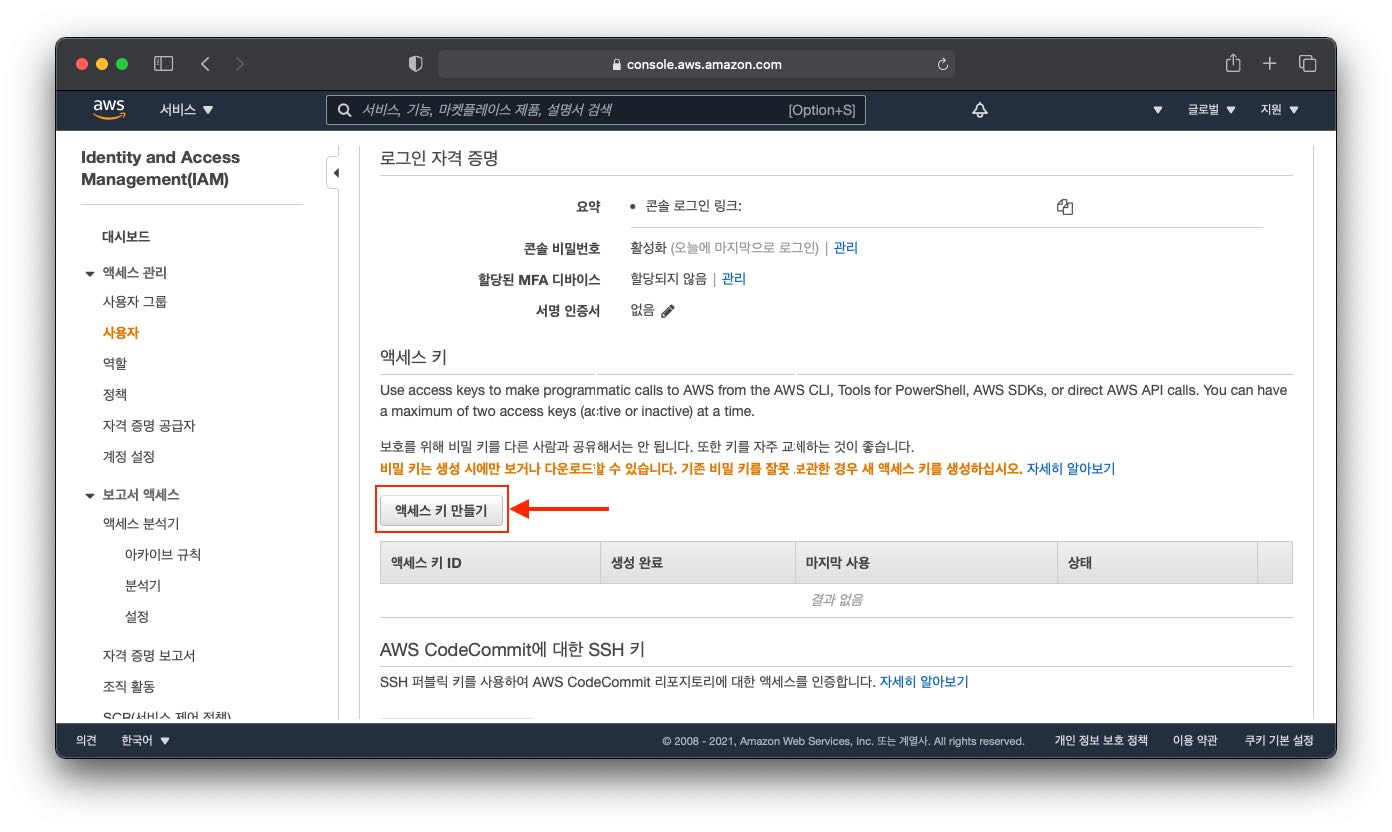 console.aws.amazon.com
aws
서비스
서비스, 기능, 마켓플레이스 제품, 설명서 검색
[Option+S]
글로벌
지원
Identity and Access
Management(IAM)
대시보드
액세스 관리
사용자 그룹
사용자
역할
정책
자격 증명 공급자
계정 설정
보고서 액세스
액세스 분석기
아카이브 규칙
분석기
설정
자격 증명 보고서
조직 활동
SCP(서비스 제어 정책)
로그인 자격 증명
요약 • 콘솔 로그인 링크:
콘솔 비밀번호 활성화 (오늘에 마지막으로 로그인) | 관리
할당된 MFA 디바이스 할당되지 않음 | 관리
서명 인증서 없음
액세스 키
Use access keys to make programmatic calls to AWS from the AWS CLI, Tools for PowerShell, AWS SDKs, or direct AWS API calls. You can have
a maximum of two access keys (active or inactive) at a time.
보호를 위해 비밀 키를 다른 사람과 공유해서는 안 됩니다. 또한 키를 자주 교체하는 것이 좋습니다.
비밀 키는 생성 시에만 보거나 다운로드할 수 있습니다. 기존 비밀 키를 잘못 보관한 경우 새 액세스 키를 생성하십시오. 자세히 알아보기
액세스 키 만들기
액세스 키 ID 생성 완료 마지막 사용 상태
결과 없음
AWS CodeCommit에 대한 SSH 키
SSH 퍼블릭 키를 사용하여 AWS CodeCommit 리포지토리에 대한 액세스를 인증합니다. 자세히 알아보기
의견
한국어
© 2008 - 2021, Amazon Web Services, Inc. 또는 계열사. All rights reserved.
개인 정보 보호 정책
이용 약관
쿠키 기본 설정